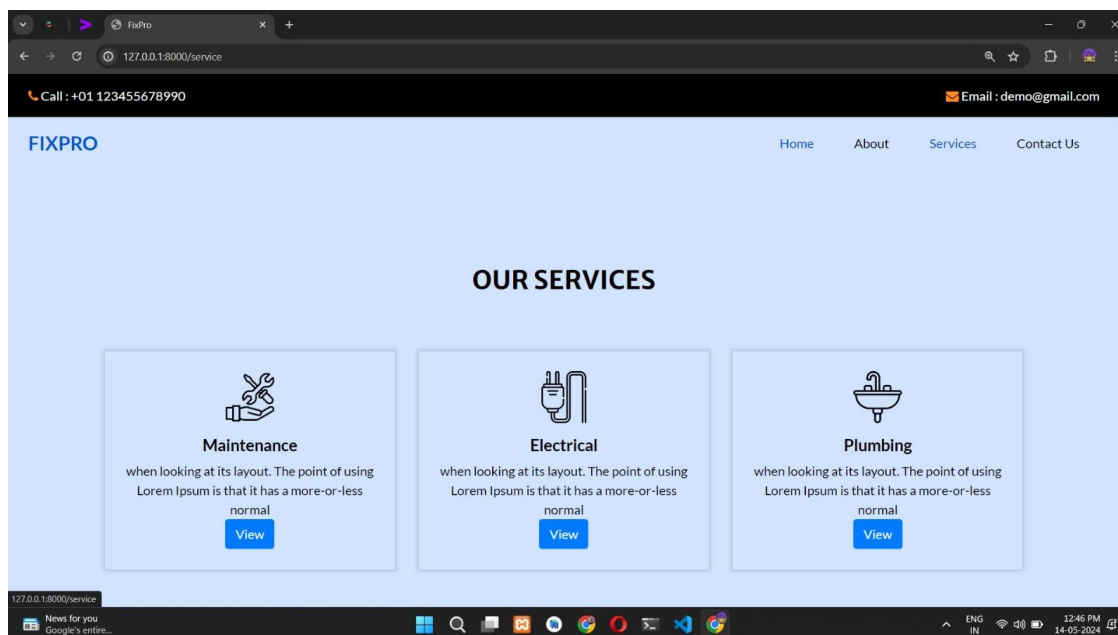 FixPro
127.0.0.1:8000/service
Call : +01 123455678990
Email : demo@gmail.com
FIXPRO
Home
About
Services
Contact Us
OUR SERVICES
Maintenance
when looking at its layout. The point of using
Lorem Ipsum is that it has a more-or-less
normal
View
Electrical
when looking at its layout. The point of using
Lorem Ipsum is that it has a more-or-less
normal
View
Plumbing
when looking at its layout. The point of using
Lorem Ipsum is that it has a more-or-less
normal
View
127.0.0.1:8000/service
News for you
Google's entire...
ENG
IN
12:46 PM
14-05-2024